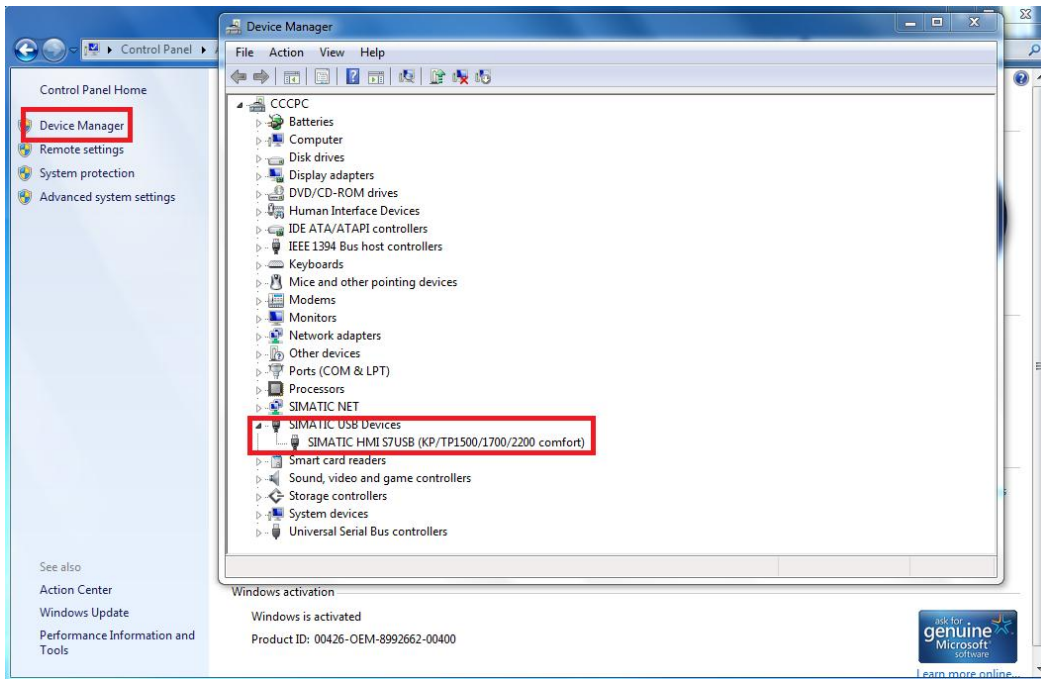 Device Manager
Control Panel
File Action View Help
Control Panel Home
Device Manager
Remote settings
System protection
Advanced system settings
See also
Action Center
Windows Update
Performance Information and
Tools
CCCPC
Batteries
Computer
Disk drives
Display adapters
DVD/CD-ROM drives
Human Interface Devices
IDE ATA/ATAPI controllers
IEEE 1394 Bus host controllers
Keyboards
Mice and other pointing devices
Modems
Monitors
Network adapters
Other devices
Ports (COM & LPT)
Processors
SIMATIC NET
SIMATIC USB Devices
SIMATIC HMI S7USB (KP/TP1500/1700/2200 comfort)
Smart card readers
Sound, video and game controllers
Storage controllers
System devices
Universal Serial Bus controllers
Windows activation
Windows is activated
Product ID: 00426-OEM-8992662-00400
ask for
genuine
Microsoft
software
Learn more online...